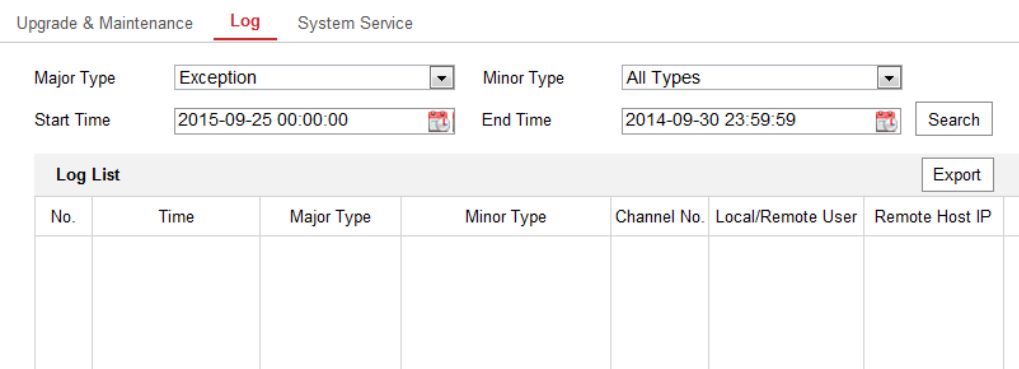 Upgrade & Maintenance Log System Service
Major Type Exception Minor Type All Types
Start Time 2015-09-25 00:00:00 End Time 2014-09-30 23:59:59 Search
Log List Export
No. Time Major Type Minor Type Channel No. Local/Remote User Remote Host IP